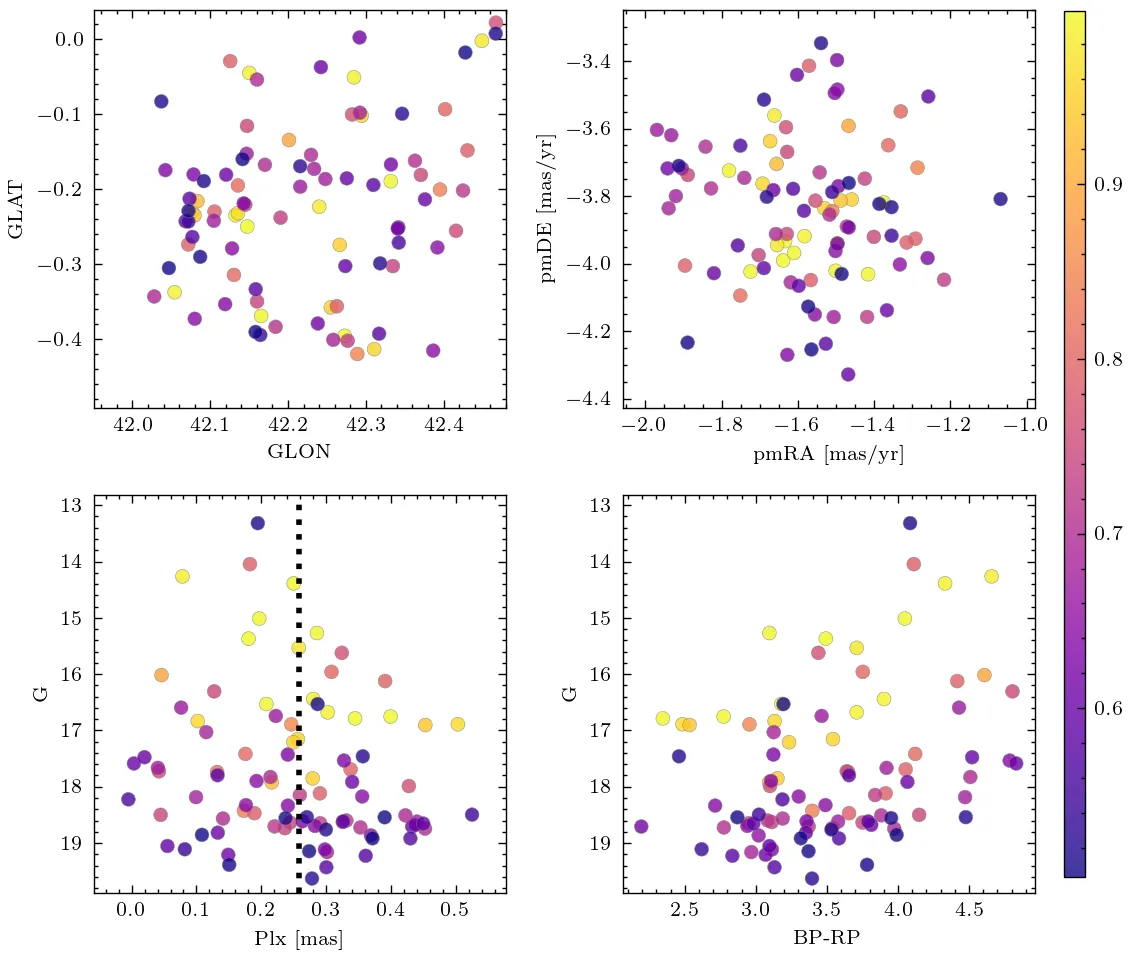 0.0
−0.1
−0.2
−0.3
−0.4
GLAT
42.0 42.1 42.2 42.3 42.4
GLON
−3.4
−3.6
−3.8
−4.0
−4.2
−4.4
pmDE [mas/yr]
−2.0 −1.8 −1.6 −1.4 −1.2 −1.0
pmRA [mas/yr]
0.9
0.8
0.7
0.6
13
14
15
16
17
18
19
G
0.0 0.1 0.2 0.3 0.4 0.5
Plx [mas]
13
14
15
16
17
18
19
G
2.5 3.0 3.5 4.0 4.5
BP-RP